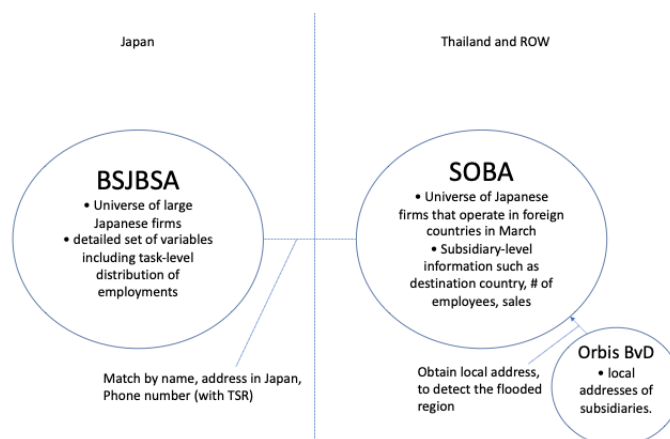 Japan
Thailand and ROW
BSJBSA
• Universe of large
Japanese firms
• detailed set of variables
including task-level
distribution of
employments
SOBA
• Universe of Japanese
firms that operate in foreign
countries in March
• Subsidiary-level
information such as
destination country, # of
employees, sales
Match by name, address in Japan,
Phone number (with TSR)
Obtain local address,
to detect the flooded
region
Orbis BvD
• local
addresses of
subsidiaries.